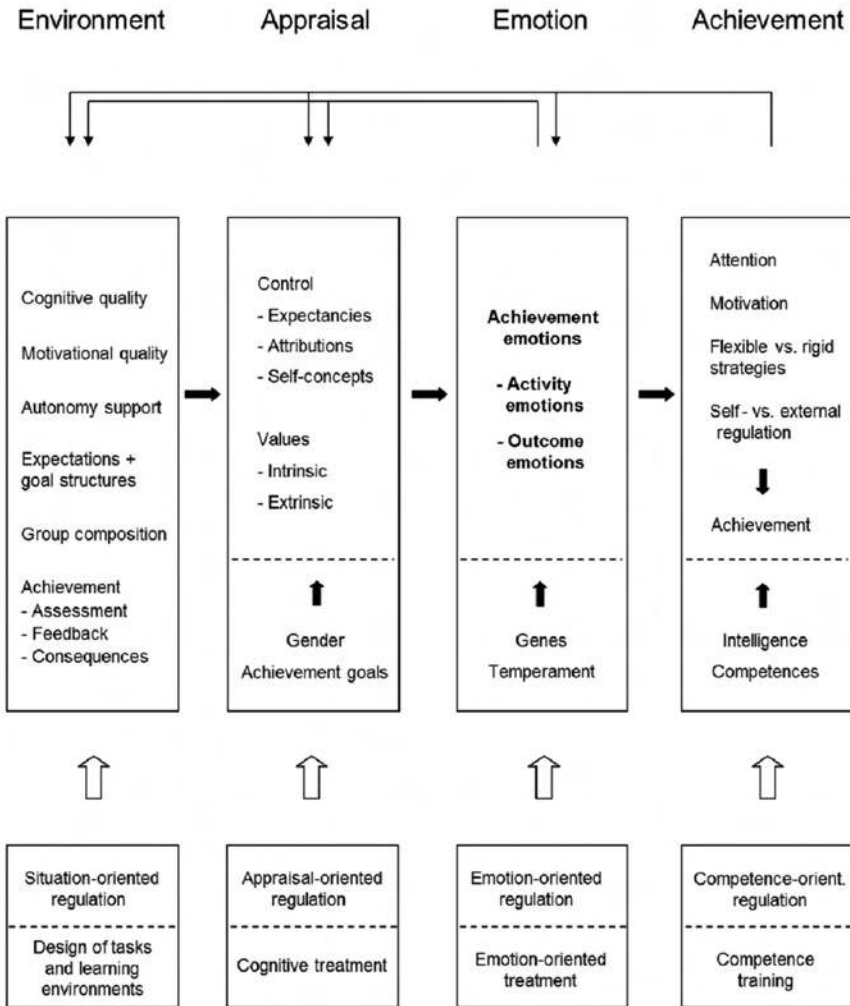 Environment
Appraisal
Emotion
Achievement
Cognitive quality
Motivational quality
Autonomy support
Expectations +
goal structures
Group composition
Achievement
- Assessment
- Feedback
- Consequences
Control
- Expectancies
- Attributions
- Self-concepts
Values
- Intrinsic
- Extrinsic
Gender
Achievement goals
Achievement
emotions
- Activity
emotions
- Outcome
emotions
Genes
Temperament
Attention
Motivation
Flexible vs. rigid
strategies
Self- vs. external
regulation
Achievement
Intelligence
Competences
Situation-oriented
regulation
Design of tasks
and learning
environments
Appraisal-oriented
regulation
Cognitive treatment
Emotion-oriented
regulation
Emotion-oriented
treatment
Competence-orient.
regulation
Competence
training